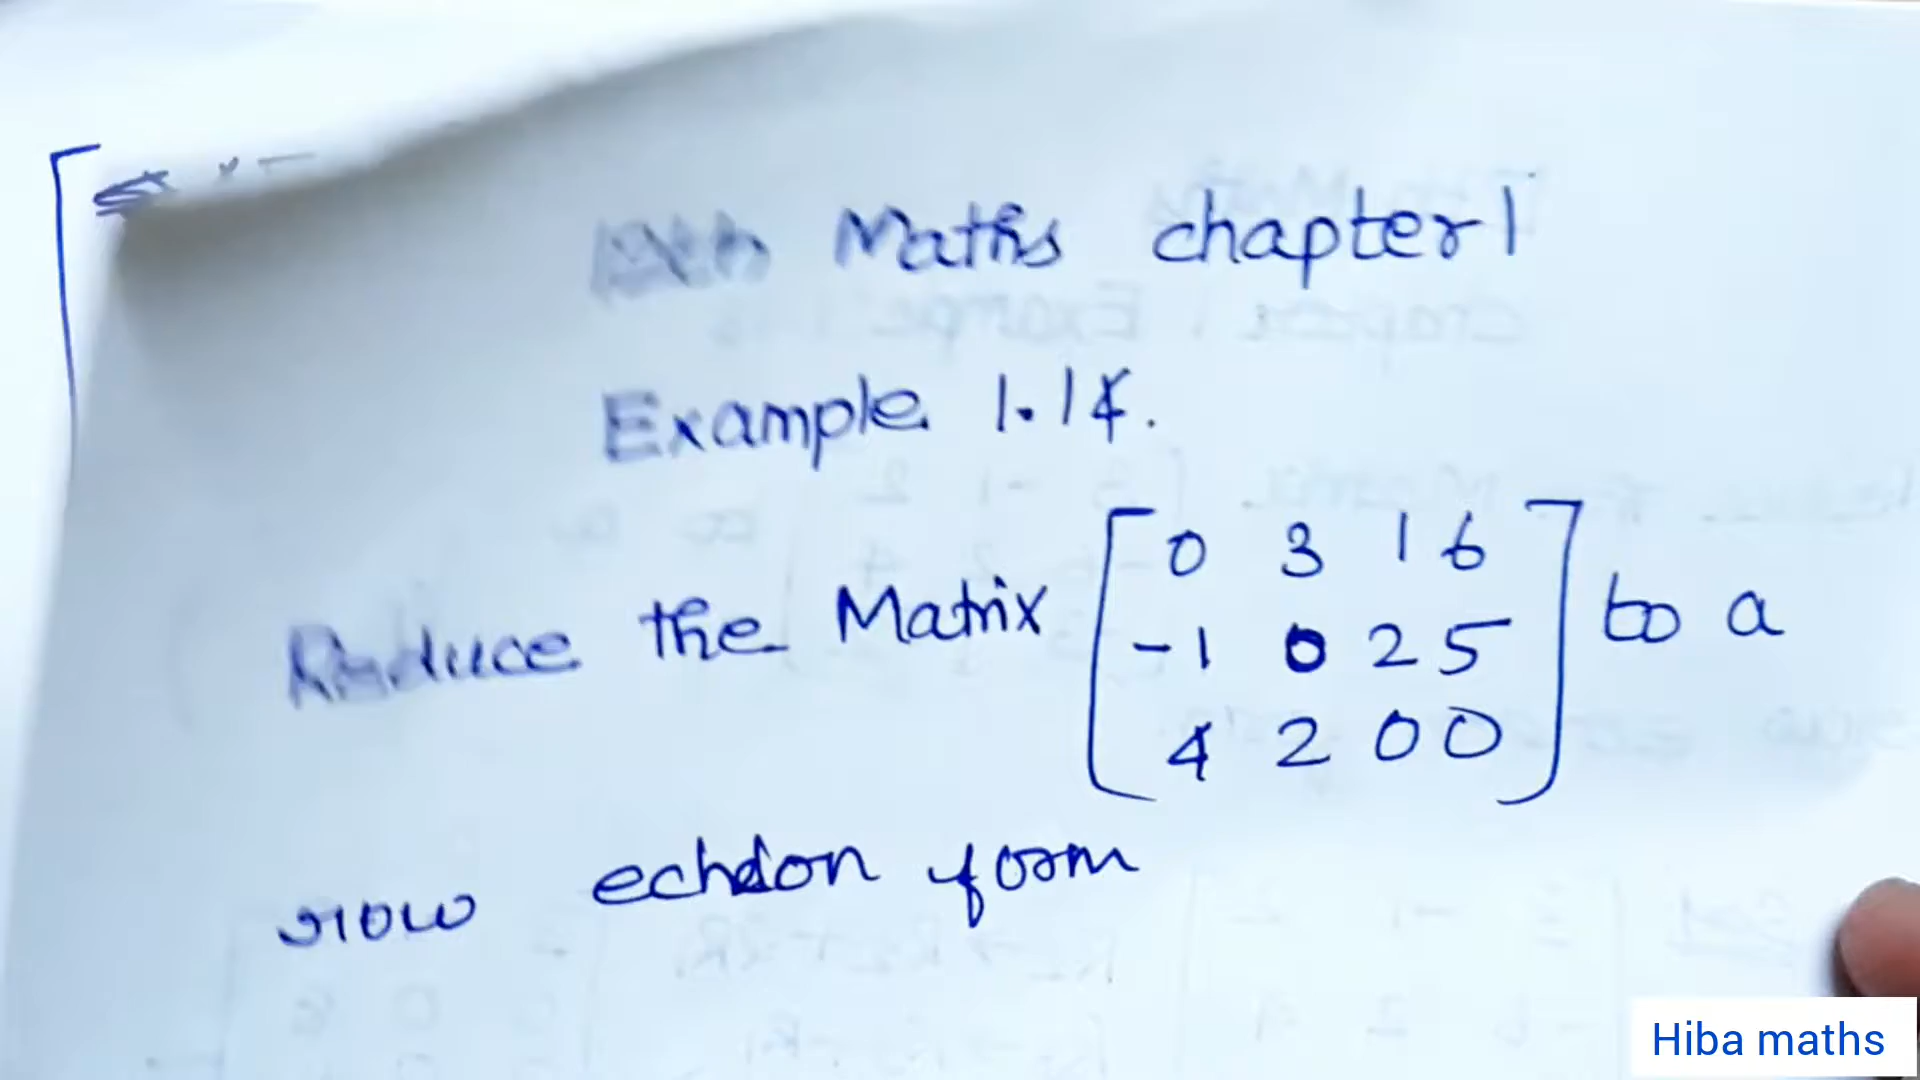 Maths chapter 1
Example 1.14.
Reduce the Matrix [0 3 1 6
-1 0 2 5
4 2 0 0] to a
row echelon form
Hiba maths